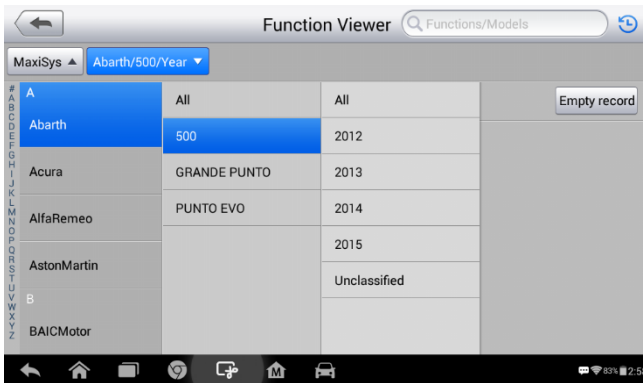 Function Viewer
Functions/Models
MaxiSys ▲
Abarth/500/Year ▼
#
A
B
C
D
E
F
G
H
I
J
K
L
M
N
O
P
Q
R
S
T
U
V
W
X
Y
Z
A
Abarth
Acura
AlfaRemeo
AstonMartin
B
BAICMotor
All
500
GRANDE PUNTO
PUNTO EVO
All
2012
2013
2014
2015
Unclassified
Empty record
M
83%